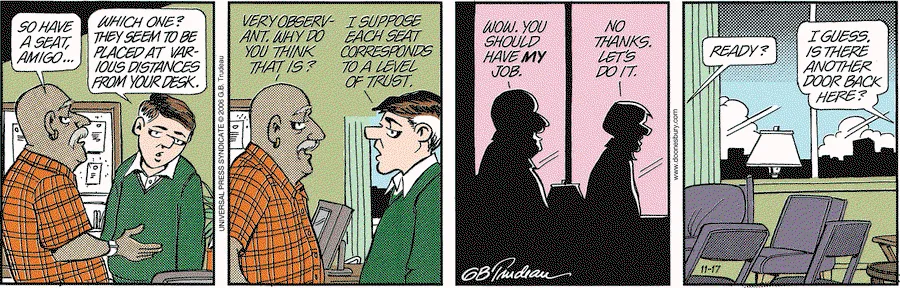 SO HAVE
A SEAT,
AMIGO...
WHICH ONE?
THEY SEEM TO BE
PLACED AT VAR-
IOUS DISTANCES
FROM YOUR DESK.
UNIVERSAL PRESS SYNDICATE © 2006 G.B. Trudeau
VERY OBSERV-
ANT. WHY DO
YOU THINK
THAT IS?
I SUPPOSE
EACH SEAT
CORRESPONDS
TO A LEVEL
OF TRUST.
WOW. YOU
SHOULD
HAVE MY
JOB.
NO
THANKS.
LET'S
DO IT.
GB Trudeau
www.doonesbury.com
READY?
I GUESS.
IS THERE
ANOTHER
DOOR BACK
HERE?
11-17